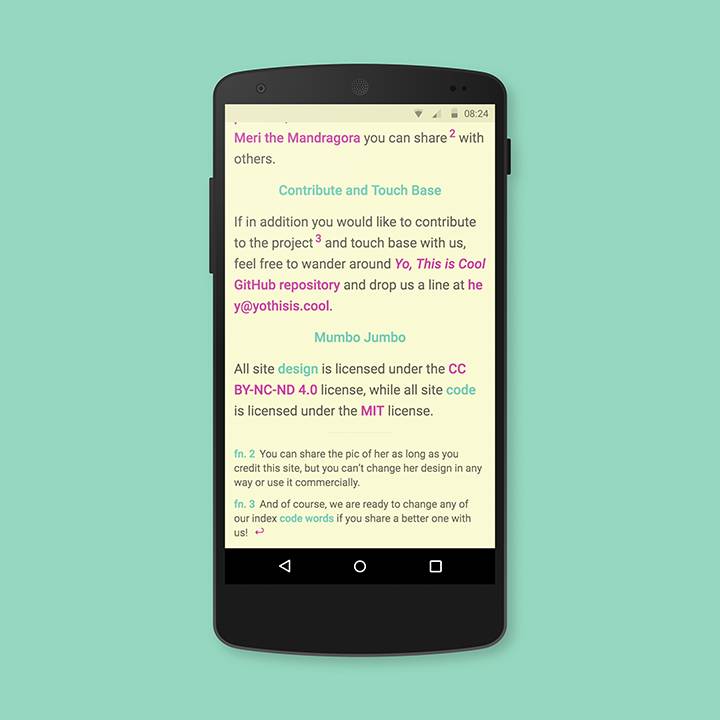 08:24
Meri the Mandragora you can share 2 with
others.
Contribute and Touch Base
If in addition you would like to contribute
to the project 3 and touch base with us,
feel free to wander around Yo, This is Cool
GitHub repository and drop us a line at he
y@yothisis.cool.
Mumbo Jumbo
All site design is licensed under the CC
BY-NC-ND 4.0 license, while all site code
is licensed under the MIT license.
fn. 2 You can share the pic of her as long as you
credit this site, but you can’t change her design in any
way or use it commercially.
fn. 3 And of course, we are ready to change any of
our index code words if you share a better one with
us! ↩